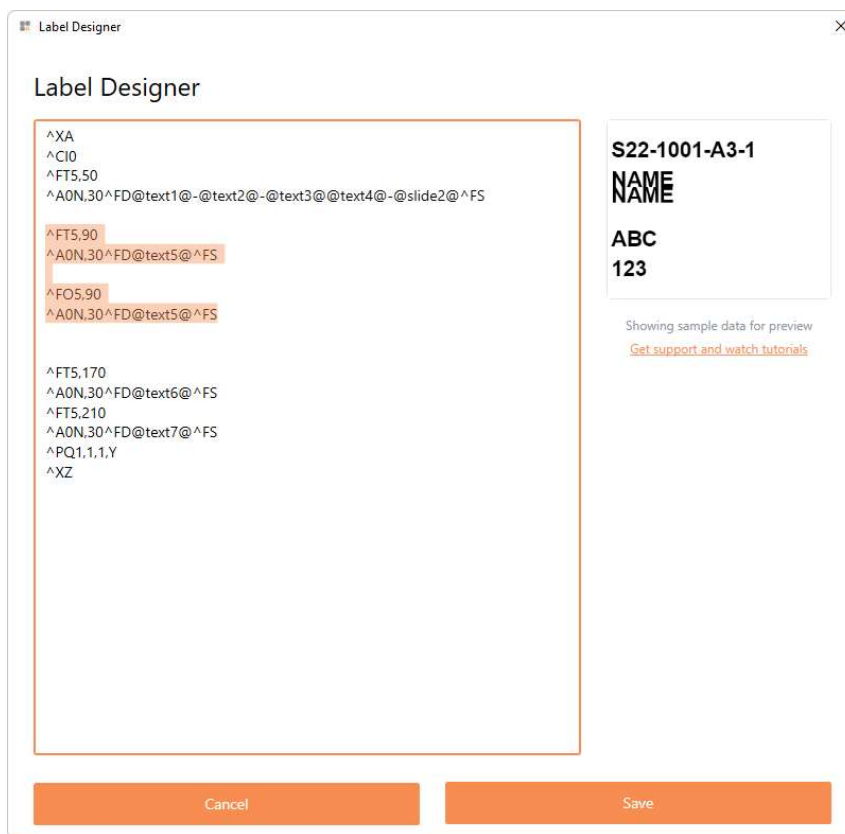 Label Designer
Label Designer
^XA
^CI0
^FT5,50
^A0N,30^FD@text1@-@text2@-@text3@@text4@-@slide2@^FS
^FT5,90
^A0N,30^FD@text5@^FS
^FO5,90
^A0N,30^FD@text5@^FS
^FT5,170
^A0N,30^FD@text6@^FS
^FT5,210
^A0N,30^FD@text7@^FS
^PQ1,1,1,Y
^XZ
S22-1001-A3-1
NAME
NAME
ABC
123
Showing sample data for preview
Get support and watch tutorials
Cancel
Save